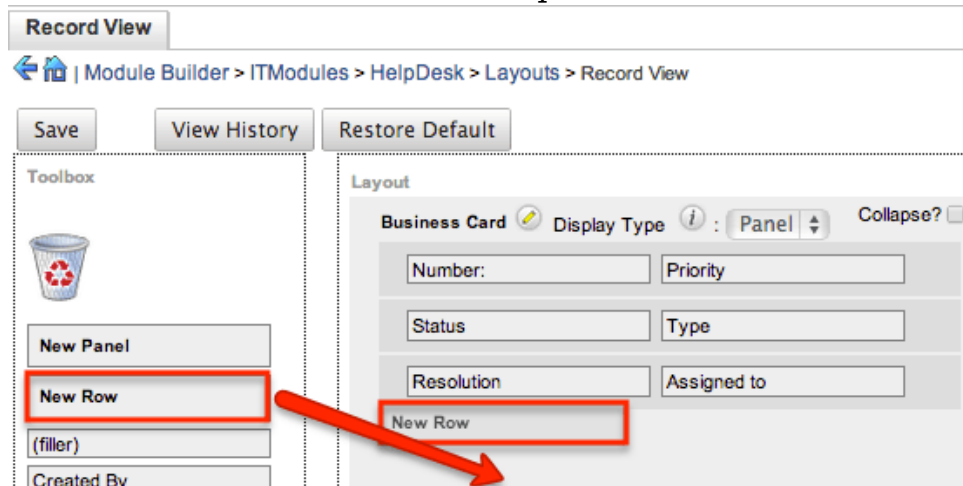 Record View
| Module Builder > ITModules > HelpDesk > Layouts > Record View
Save View History Restore Default
Toolbox
New Panel
New Row
(filler)
Created By
Layout
Business Card Display Type i : Panel Collapse?
Number: Priority
Status Type
Resolution Assigned to
New Row